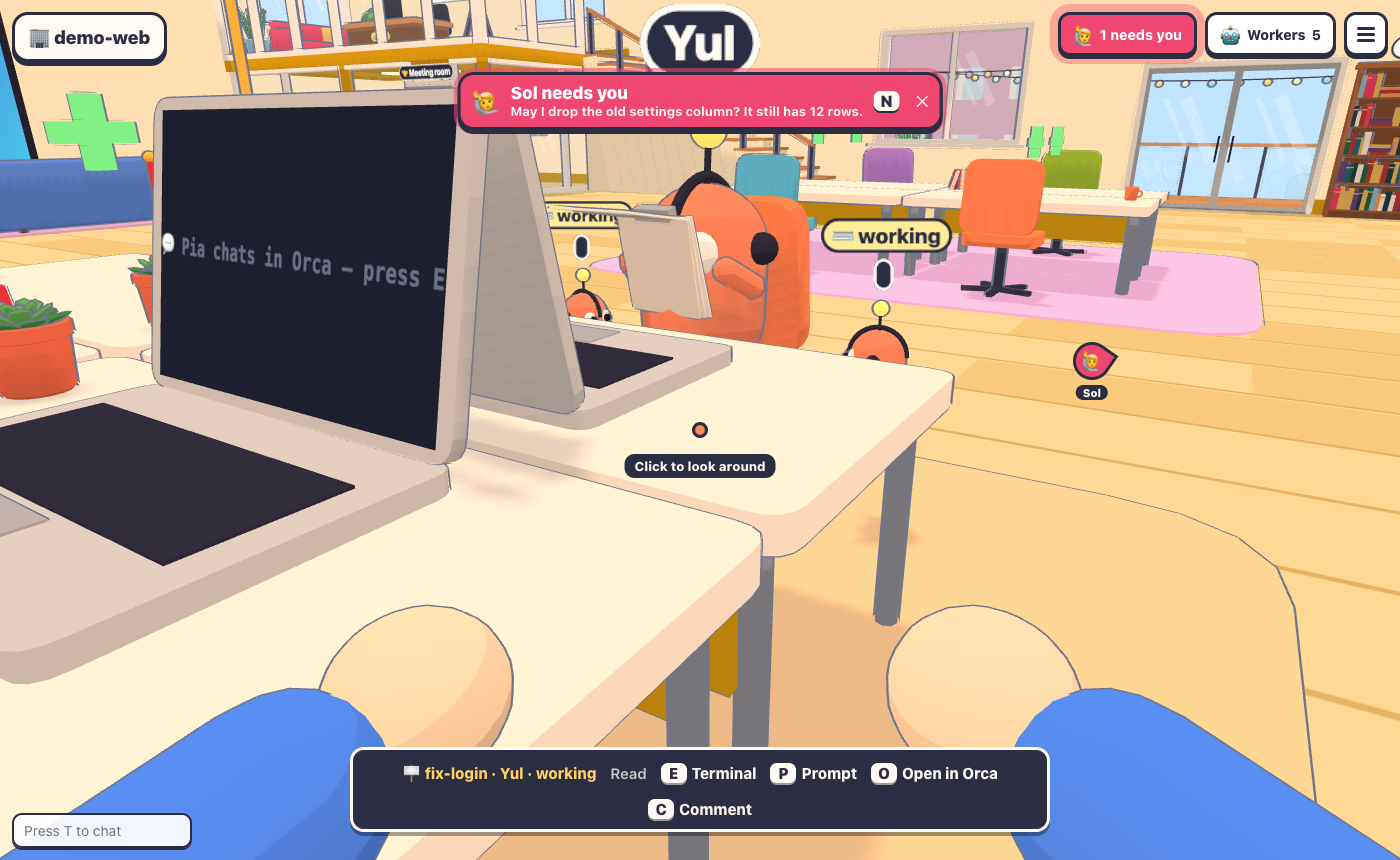 demo-web
Yul
1 needs you
Workers 5
Meeting room
Sol needs you
May I drop the old settings column? It still has 12 rows.
N
working
working
Pia chats in Orca — press E
Sol
Click to look around
fix-login · Yul · working Read E Terminal P Prompt O Open in Orca
C Comment
Press T to chat